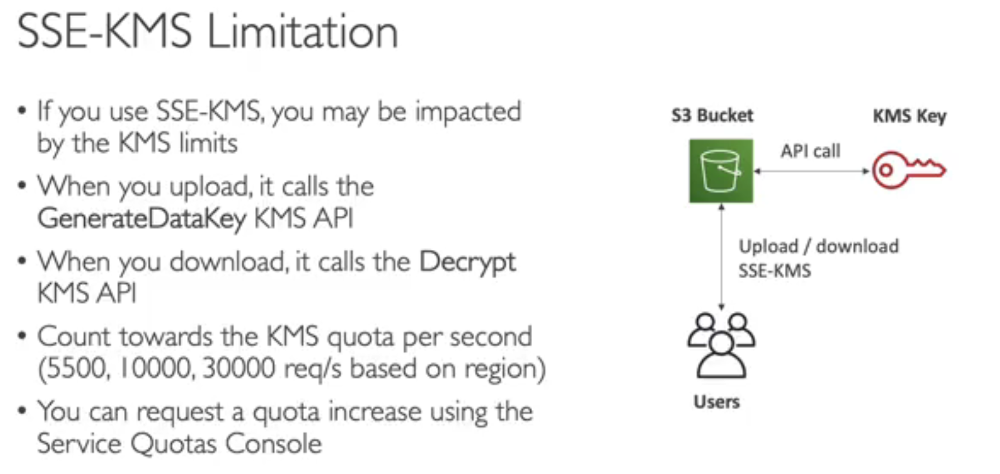 SSE-KMS Limitation
• If you use SSE-KMS, you may be impacted
by the KMS limits
• When you upload, it calls the
GenerateDataKey KMS API
• When you download, it calls the Decrypt
KMS API
• Count towards the KMS quota per second
(5500, 10000, 30000 req/s based on region)
• You can request a quota increase using the
Service Quotas Console
S3 Bucket
KMS Key
API call
Upload / download
SSE-KMS
Users